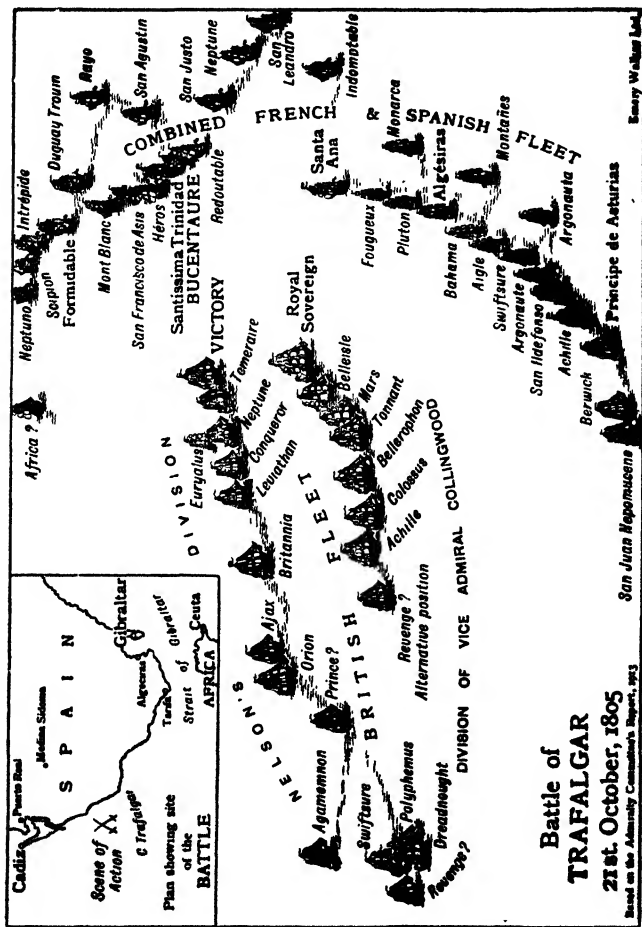 Cadiz
Puerto Real
Medina Sidonia
SPAIN
Scene of
Action
C Trafalgar
Gibraltar
Algeciras
Tarifa
Strait of Gibraltar
Ceuta
AFRICA
Plan showing site
of the
BATTLE
Africa ?
Neptuno
Scipion
Intrépide
Formidable
Duguay Trouin
Mont Blanc
Rayo
San Francisco de Asis
San Agustin
Héros
Santissima Trinidad
BUCENTAURE
Redoutable
San Justo
Neptune
San
Leandro
Indomptable
COMBINED FRENCH & SPANISH FLEET
Santa
Ana
Monarca
Fougueux
Pluton
Algésiras
Montañes
Bahama
Aigle
Swiftsure
Argonaute
Argonauta
San Ildefonso
Achille
Principe de Asturias
Berwick
San Juan Nepomucene
NELSON'S DIVISION
VICTORY
Temeraire
Neptune
Euryalus
Conqueror
Leviathan
Britannia
Ajax
Orion
Prince ?
Agamemnon
BRITISH FLEET
Royal
Sovereign
Belleisle
Mars
Tonnant
Bellerophon
Colossus
Achille
Revenge ?
Alternative position
Swiftsure
Polyphemus
Dreadnought
Revenge ?
DIVISION OF VICE ADMIRAL COLLINGWOOD
Battle of
TRAFALGAR
21st. October, 1805
Based on the Admiralty Committee's Report, 1913
Emery Walker Ltd.